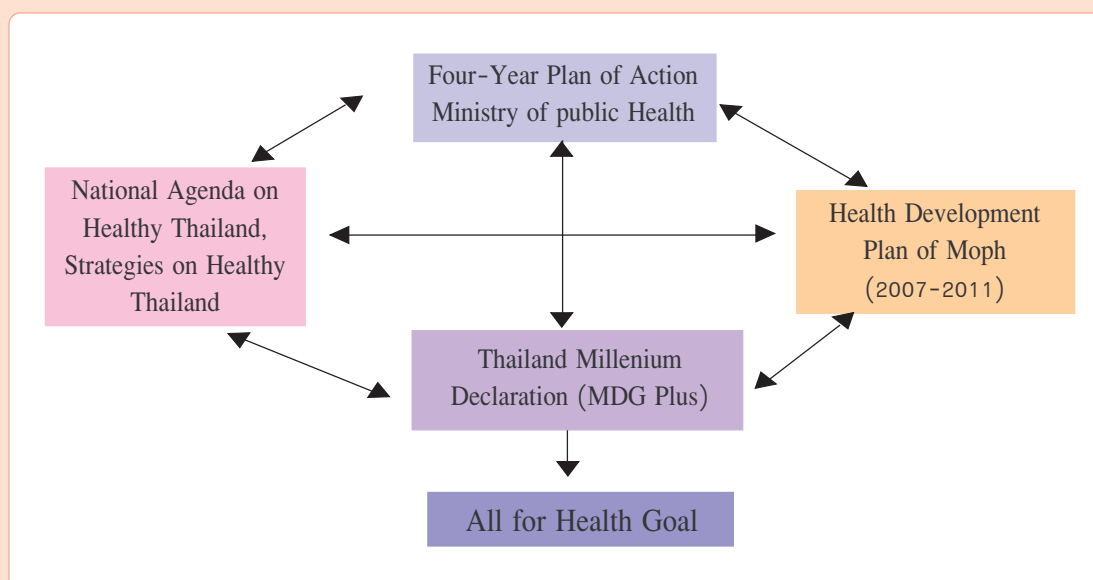 Four-Year Plan of Action
Ministry of public Health
National Agenda on
Healthy Thailand,
Strategies on Healthy
Thailand
Health Development
Plan of Moph
(2007-2011)
Thailand Millenium
Declaration (MDG Plus)
All for Health Goal